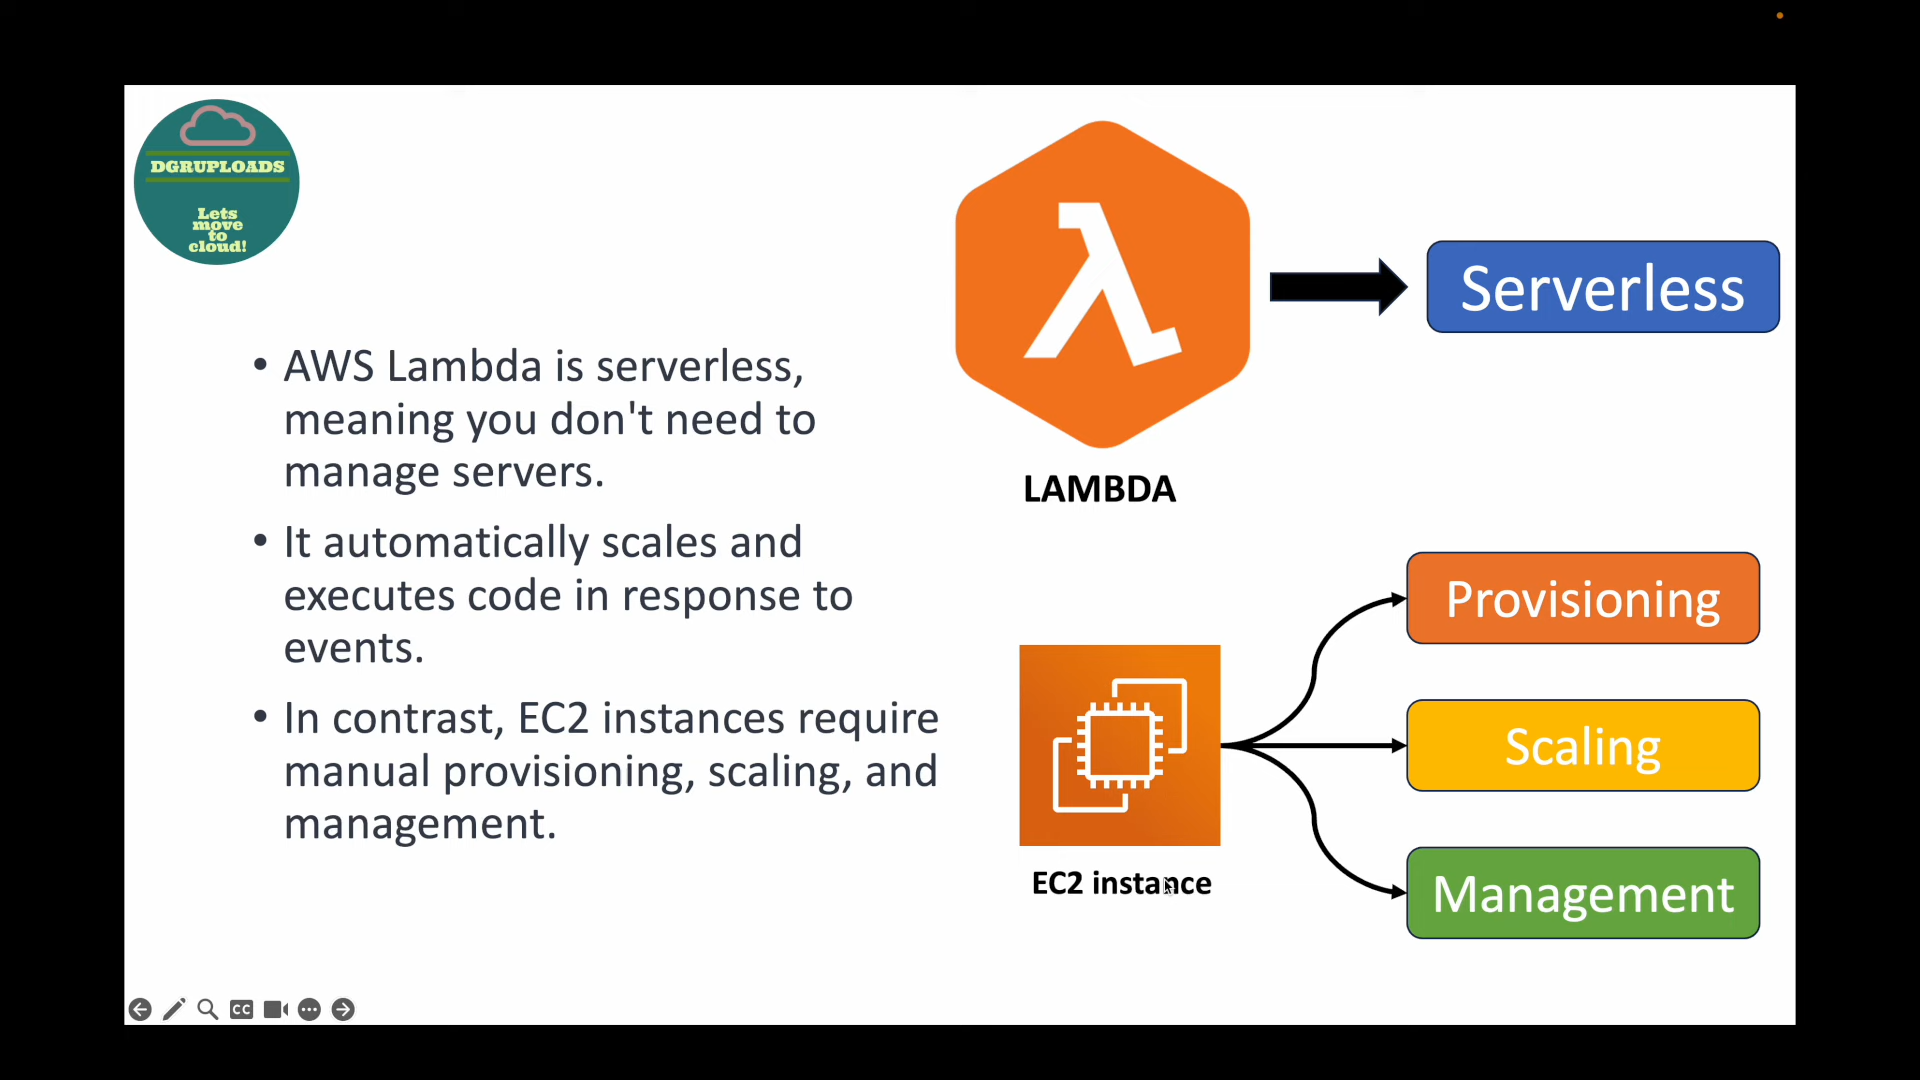 DGRUPLOADS
Lets
move
to
cloud!
• AWS Lambda is serverless,
meaning you don't need to
manage servers.
• It automatically scales and
executes code in response to
events.
• In contrast, EC2 instances require
manual provisioning, scaling, and
management.
λ
LAMBDA
Serverless
EC2 instance
Provisioning
Scaling
Management
CC